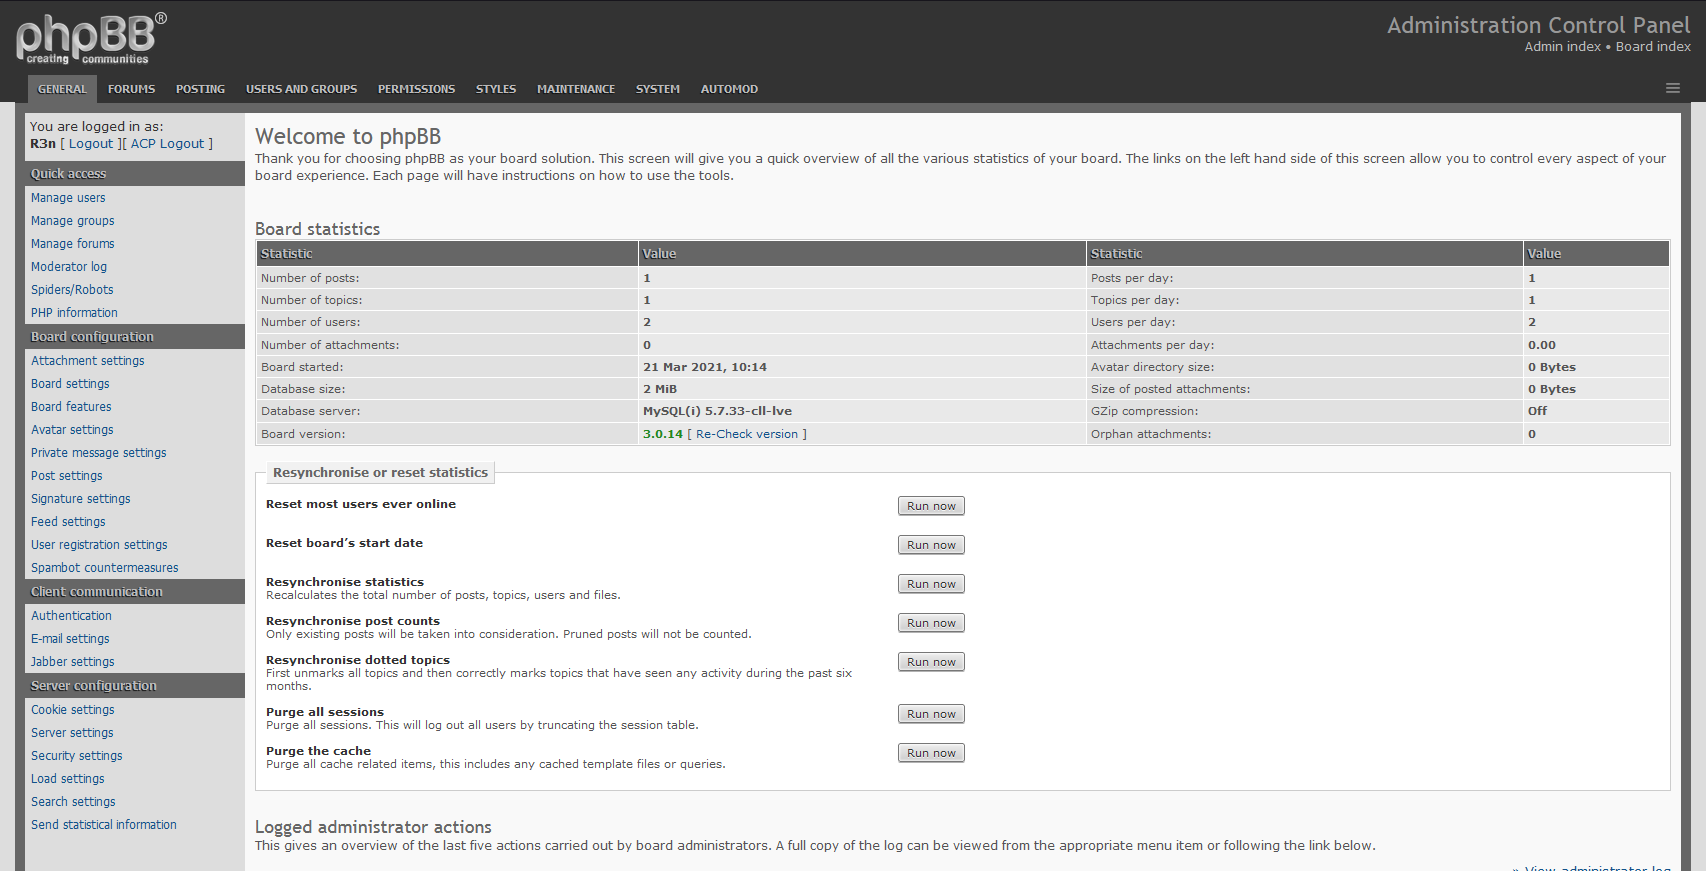 phpBB®
creating communities
Administration Control Panel
Admin index • Board index
GENERAL FORUMS POSTING USERS AND GROUPS PERMISSIONS STYLES MAINTENANCE SYSTEM AUTOMOD
You are logged in as:
R3n [ Logout ][ ACP Logout ]
Quick access
Manage users
Manage groups
Manage forums
Moderator log
Spiders/Robots
PHP information
Board configuration
Attachment settings
Board settings
Board features
Avatar settings
Private message settings
Post settings
Signature settings
Feed settings
User registration settings
Spambot countermeasures
Client communication
Authentication
E-mail settings
Jabber settings
Server configuration
Cookie settings
Server settings
Security settings
Load settings
Search settings
Send statistical information
Welcome to phpBB
Thank you for choosing phpBB as your board solution. This screen will give you a quick overview of all the various statistics of your board. The links on the left hand side of this screen allow you to control every aspect of your
board experience. Each page will have instructions on how to use the tools.
Board statistics
Statistic Value Statistic Value
Number of posts: 1 Posts per day: 1
Number of topics: 1 Topics per day: 1
Number of users: 2 Users per day: 2
Number of attachments: 0 Attachments per day: 0.00
Board started: 21 Mar 2021, 10:14 Avatar directory size: 0 Bytes
Database size: 2 MiB Size of posted attachments: 0 Bytes
Database server: MySQL(i) 5.7.33-cll-lve GZip compression: Off
Board version: 3.0.14 [ Re-Check version ] Orphan attachments: 0
Resynchronise or reset statistics
Reset most users ever online Run now
Reset board’s start date Run now
Resynchronise statistics Run now
Recalculates the total number of posts, topics, users and files.
Resynchronise post counts Run now
Only existing posts will be taken into consideration. Pruned posts will not be counted.
Resynchronise dotted topics Run now
First unmarks all topics and then correctly marks topics that have seen any activity during the past six
months.
Purge all sessions Run now
Purge all sessions. This will log out all users by truncating the session table.
Purge the cache Run now
Purge all cache related items, this includes any cached template files or queries.
Logged administrator actions
This gives an overview of the last five actions carried out by board administrators. A full copy of the log can be viewed from the appropriate menu item or following the link below.
» View administrator log